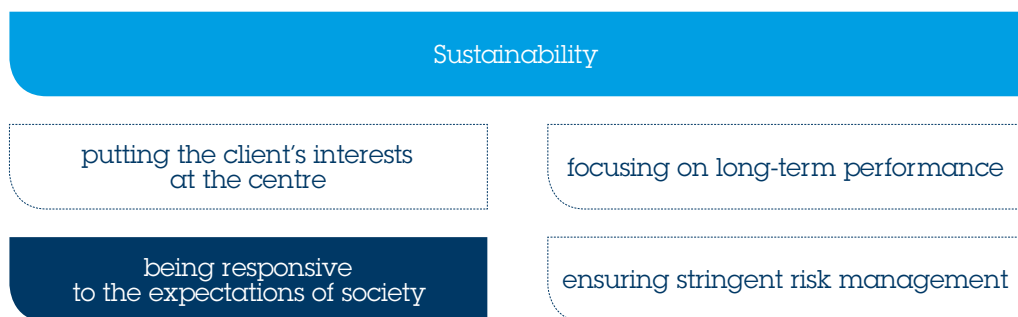 Sustainability
putting the client's interests
at the centre
focusing on long-term performance
being responsive
to the expectations of society
ensuring stringent risk management